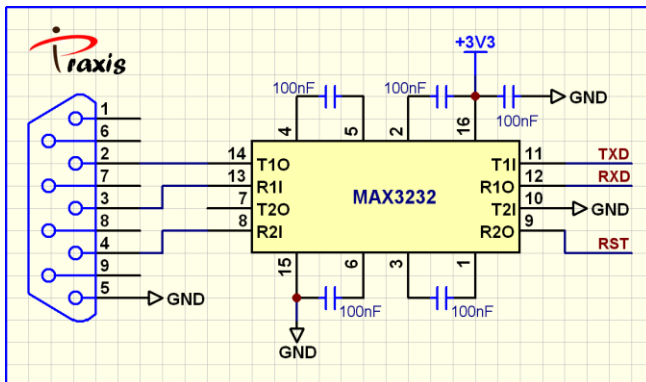 Praxis
+3V3
100nF
100nF
100nF
GND
1
6
2
7
3
8
4
9
5
GND
4
5
2
16
14
T1O
13
R1I
7
T2O
8
R2I
MAX3232
T1I
11
TXD
R1O
12
RXD
T2I
10
GND
R2O
9
RST
15
6
3
1
100nF
100nF
GND